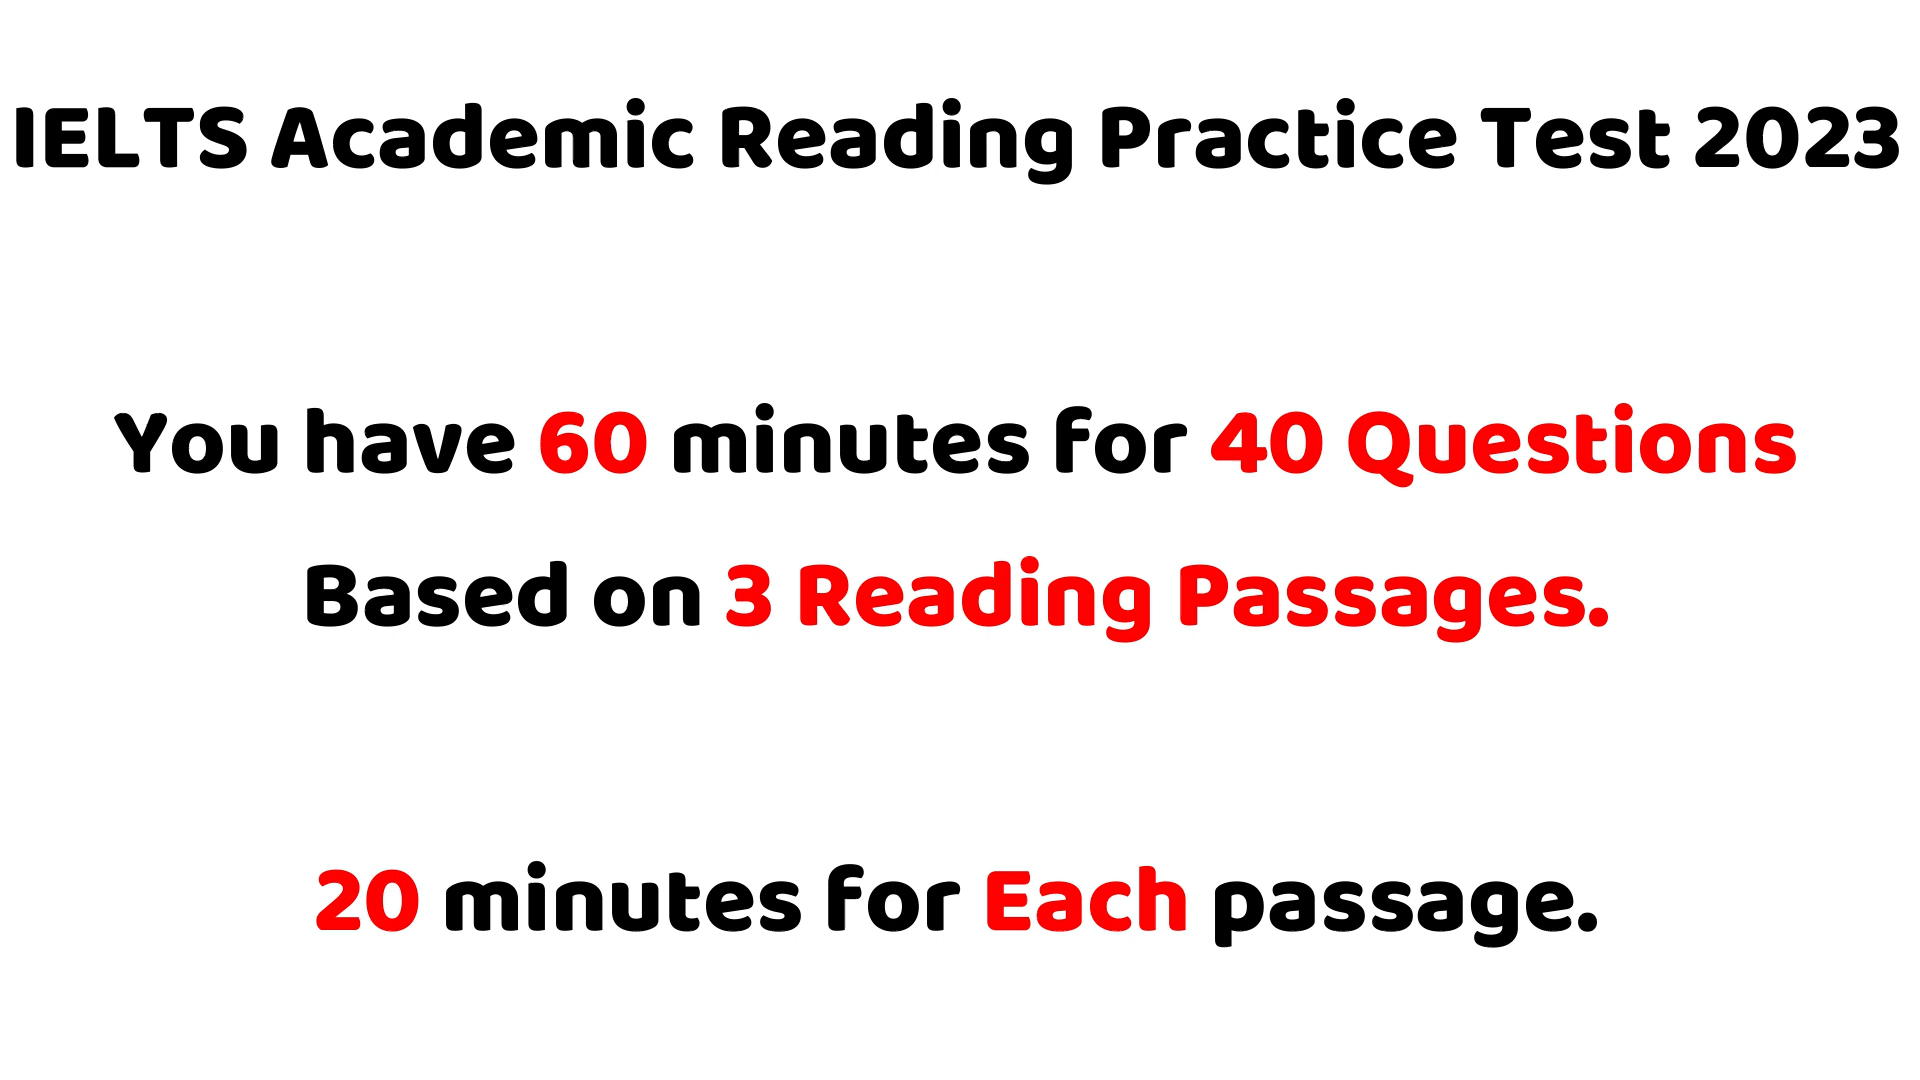 IELTS Academic Reading Practice Test 2023
You have 60 minutes for 40 Questions
Based on 3 Reading Passages.
20 minutes for Each passage.